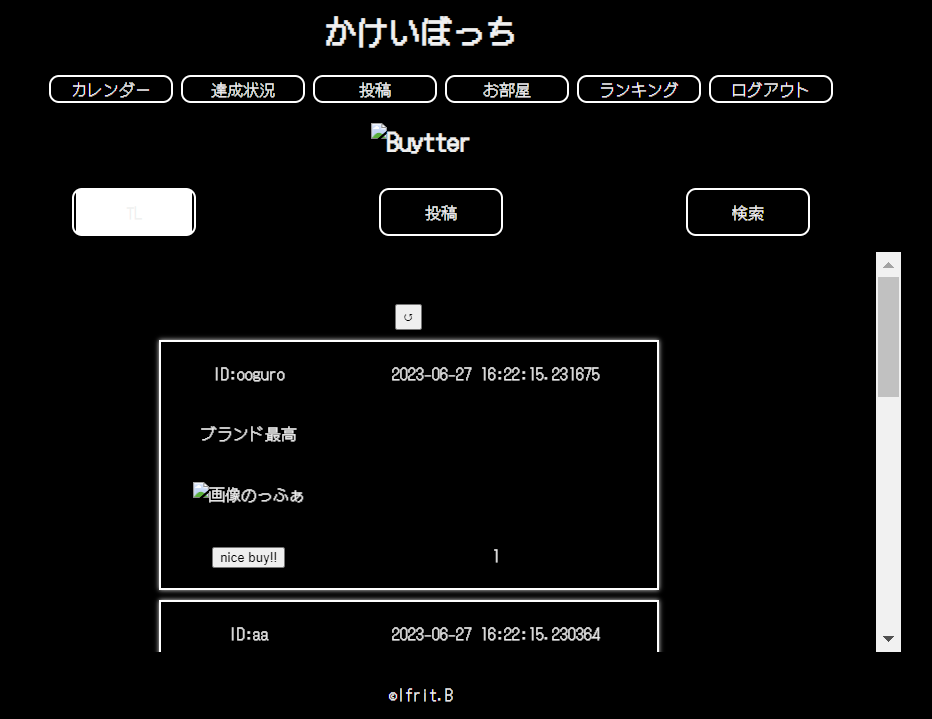 かけいぼっち
カレンダー 達成状況 投稿 お部屋 ランキング ログアウト
Buytter
TL 投稿 検索
↺
ID:ooguro 2023-06-27 16:22:15.231675
ブランド最高
画像のっふぁ
nice buy!! 1
ID:aa 2023-06-27 16:22:15.230364
©Ifrit.B